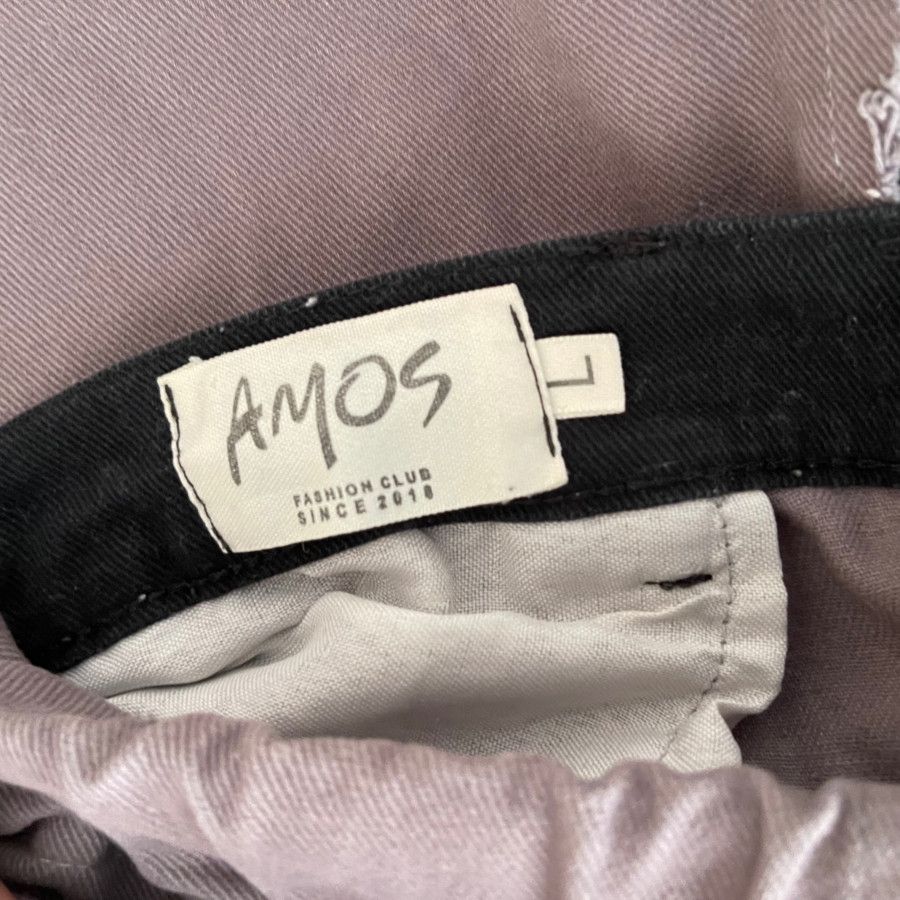 AMOS
FASHION CLUB
SINCE 2018
L